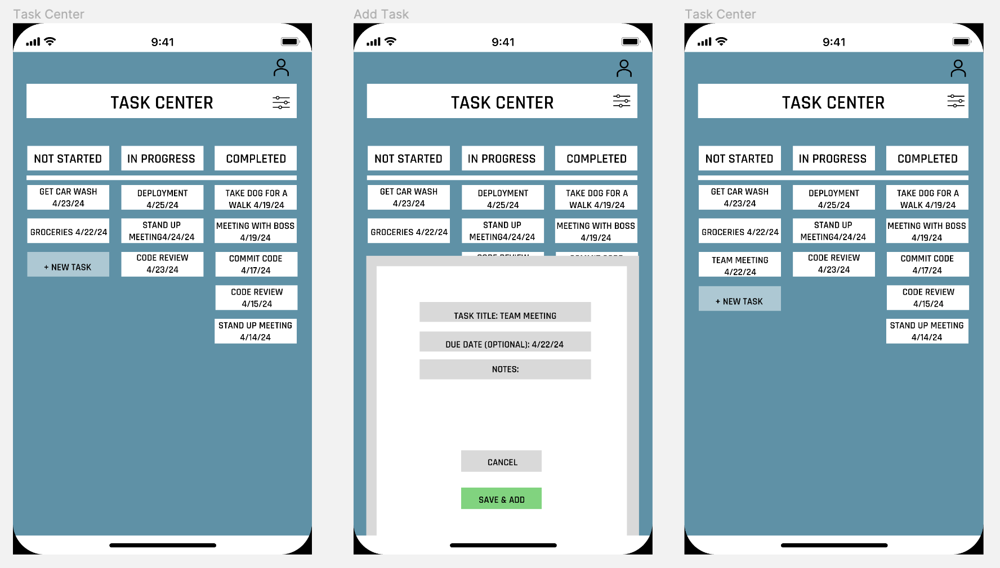 Task Center
9:41
TASK CENTER
NOT STARTED
IN PROGRESS
COMPLETED
GET CAR WASH
4/23/24
DEPLOYMENT
4/25/24
TAKE DOG FOR A
WALK 4/19/24
GROCERIES 4/22/24
STAND UP
MEETING4/24/24
MEETING WITH BOSS
4/19/24
+ NEW TASK
CODE REVIEW
4/23/24
COMMIT CODE
4/17/24
CODE REVIEW
4/15/24
STAND UP MEETING
4/14/24
Add Task
9:41
TASK CENTER
NOT STARTED
IN PROGRESS
COMPLETED
GET CAR WASH
4/23/24
DEPLOYMENT
4/25/24
TAKE DOG FOR A
WALK 4/19/24
GROCERIES 4/22/24
STAND UP
MEETING4/24/24
MEETING WITH BOSS
4/19/24
CODE REVIEW
COMMIT CODE
TASK TITLE: TEAM MEETING
DUE DATE (OPTIONAL): 4/22/24
NOTES:
CANCEL
SAVE & ADD
Task Center
9:41
TASK CENTER
NOT STARTED
IN PROGRESS
COMPLETED
GET CAR WASH
4/23/24
DEPLOYMENT
4/25/24
TAKE DOG FOR A
WALK 4/19/24
GROCERIES 4/22/24
STAND UP
MEETING4/24/24
MEETING WITH BOSS
4/19/24
TEAM MEETING
4/22/24
CODE REVIEW
4/23/24
COMMIT CODE
4/17/24
+ NEW TASK
CODE REVIEW
4/15/24
STAND UP MEETING
4/14/24